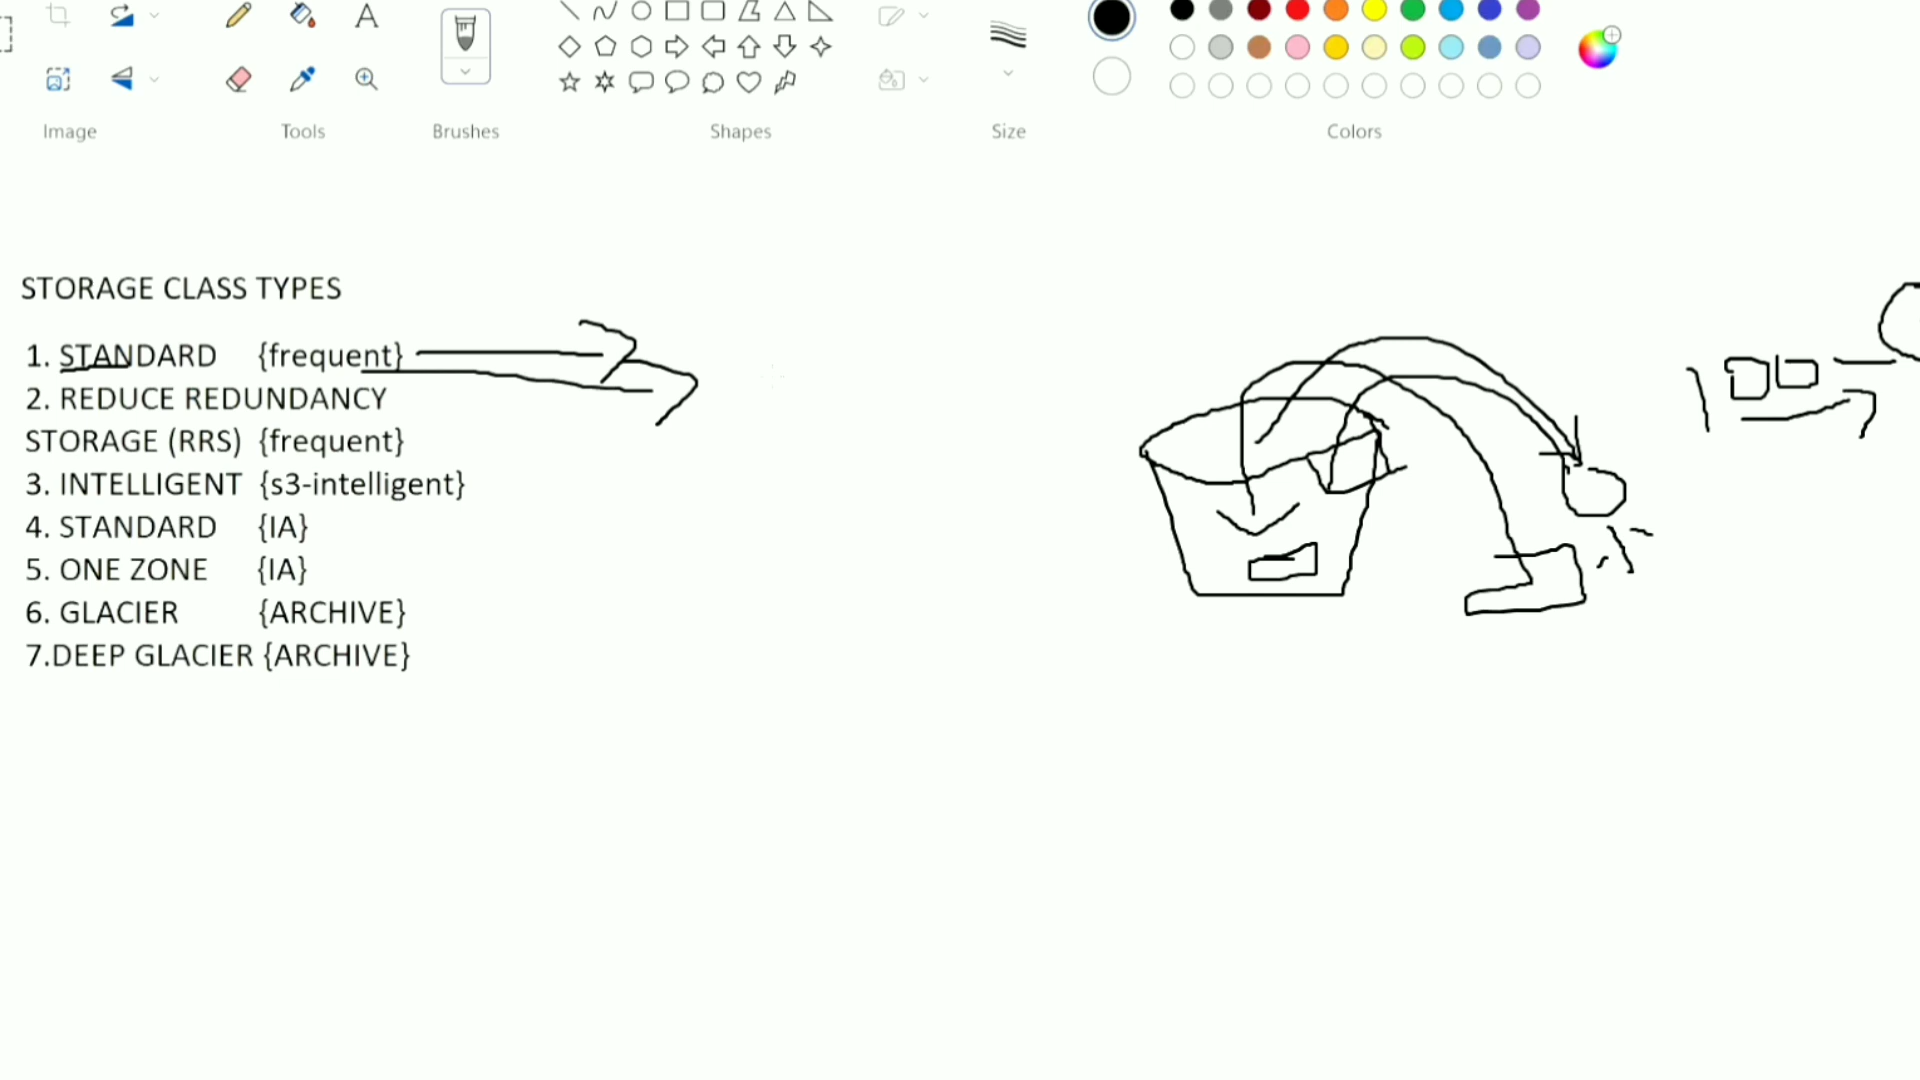 Image
Tools
Brushes
Shapes
Size
Colors
STORAGE CLASS TYPES
1. STANDARD {frequent}
2. REDUCE REDUNDANCY
STORAGE (RRS) {frequent}
3. INTELLIGENT {s3-intelligent}
4. STANDARD {IA}
5. ONE ZONE {IA}
6. GLACIER {ARCHIVE}
7.DEEP GLACIER {ARCHIVE}
100